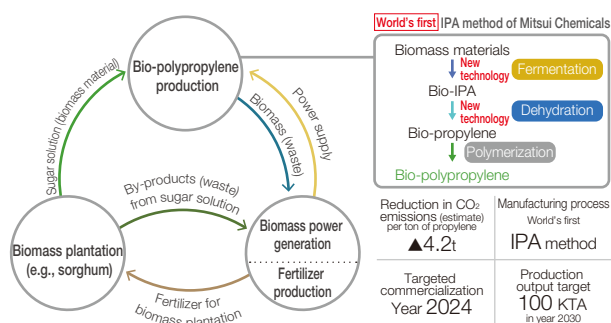 World's first IPA method of Mitsui Chemicals
Bio-polypropylene
production
Sugar solution (biomass material)
Biomass (waste)
Power supply
By-products (waste)
from sugar solution
Biomass plantation
(e.g., sorghum)
Biomass power
generation
Fertilizer
production
Fertilizer for
biomass plantation
Biomass materials
New
technology
Fermentation
Bio-IPA
New
technology
Dehydration
Bio-propylene
Polymerization
Bio-polypropylene
Reduction in CO₂
emissions (estimate)
per ton of propylene
▲4.2t
Manufacturing process
World's first
IPA method
Targeted
commercialization
Year 2024
Production
output target
100 KTA
in year 2030